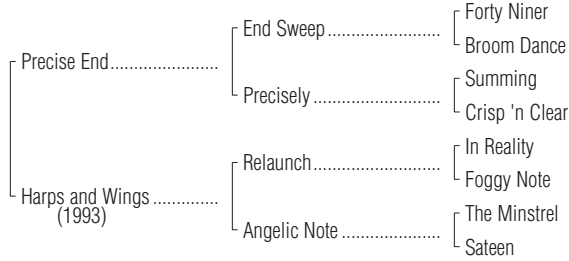 Forty Niner
End Sweep
Broom Dance
Precise End
Summing
Precisely
Crisp 'n Clear
In Reality
Relaunch
Foggy Note
Harps and Wings
(1993)
The Minstrel
Angelic Note
Sateen